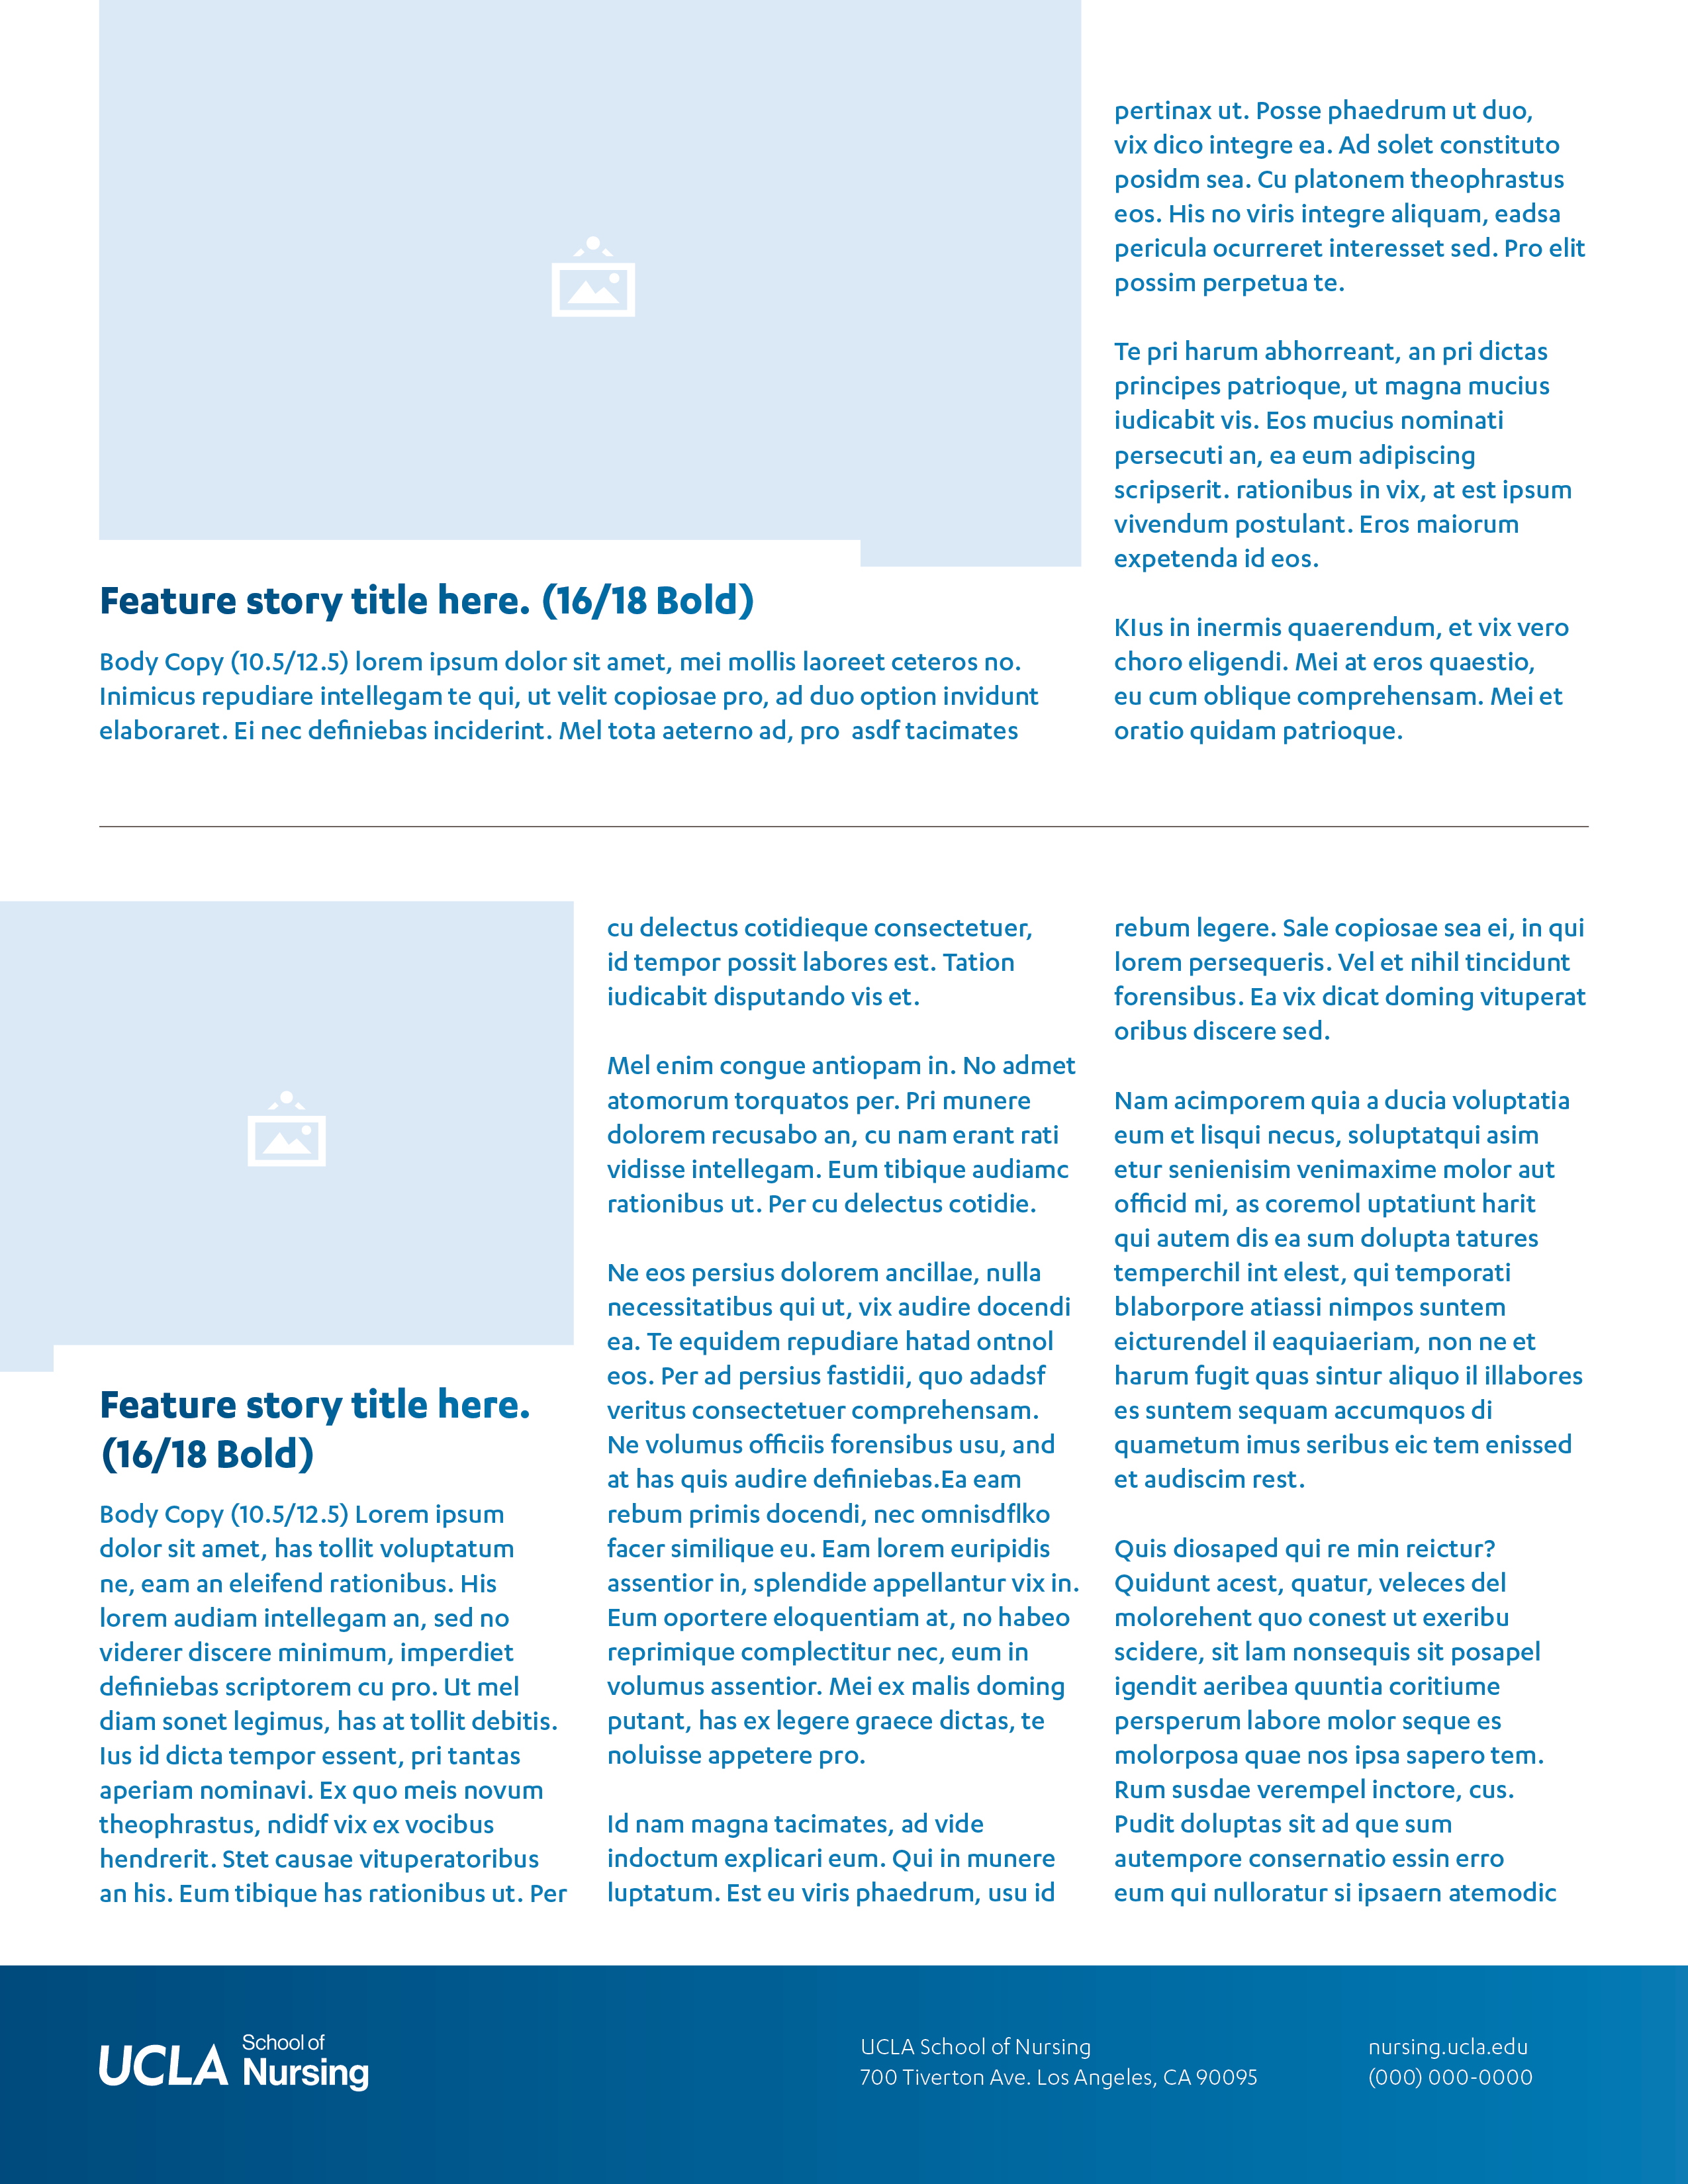 Feature story title here. (16/18 Bold)
Body Copy (10.5/12.5) lorem ipsum dolor sit amet, mei mollis laoreet ceteros no.
Inimicus repudiare intellegam te qui, ut velit copiosae pro, ad duo option invidunt
elaboraret. Ei nec definiebas inciderint. Mel tota aeterno ad, pro  asdf tacimates
pertinax ut. Posse phaedrum ut duo,
vix dico integre ea. Ad solet constituto
posidm sea. Cu platonem theophrastus
eos. His no viris integre aliquam, eadsa
pericula ocurreret interesset sed. Pro elit
possim perpetua te.
Te pri harum abhorreant, an pri dictas
principes patrioque, ut magna mucius
iudicabit vis. Eos mucius nominati
persecuti an, ea eum adipiscing
scripserit. rationibus in vix, at est ipsum
vivendum postulant. Eros maiorum
expetenda id eos.
KIus in inermis quaerendum, et vix vero
choro eligendi. Mei at eros quaestio,
eu cum oblique comprehensam. Mei et
oratio quidam patrioque.
Feature story title here.
(16/18 Bold)
Body Copy (10.5/12.5) Lorem ipsum
dolor sit amet, has tollit voluptatum
ne, eam an eleifend rationibus. His
lorem audiam intellegam an, sed no
viderer discere minimum, imperdiet
definiebas scriptorem cu pro. Ut mel
diam sonet legimus, has at tollit debitis.
Ius id dicta tempor essent, pri tantas
aperiam nominavi. Ex quo meis novum
theophrastus, ndidf vix ex vocibus
hendrerit. Stet causae vituperatoribus
an his. Eum tibique has rationibus ut. Per
cu delectus cotidieque consectetuer,
id tempor possit labores est. Tation
iudicabit disputando vis et.
Mel enim congue antiopam in. No admet
atomorum torquatos per. Pri munere
dolorem recusabo an, cu nam erant rati
vidisse intellegam. Eum tibique audiamc
rationibus ut. Per cu delectus cotidie.
Ne eos persius dolorem ancillae, nulla
necessitatibus qui ut, vix audire docendi
ea. Te equidem repudiare hatad ontnol
eos. Per ad persius fastidii, quo adadsf
veritus consectetuer comprehensam.
Ne volumus officiis forensibus usu, and
at has quis audire definiebas.Ea eam
rebum primis docendi, nec omnisdflko
facer similique eu. Eam lorem euripidis
assentior in, splendide appellantur vix in.
Eum oportere eloquentiam at, no habeo
reprimique complectitur nec, eum in
volumus assentior. Mei ex malis doming
putant, has ex legere graece dictas, te
noluisse appetere pro.
Id nam magna tacimates, ad vide
indoctum explicari eum. Qui in munere
luptatum. Est eu viris phaedrum, usu id
rebum legere. Sale copiosae sea ei, in qui
lorem persequeris. Vel et nihil tincidunt
forensibus. Ea vix dicat doming vituperat
oribus discere sed.
Nam acimporem quia a ducia voluptatia
eum et lisqui necus, soluptatqui asim
etur senienisim venimaxime molor aut
officid mi, as coremol uptatiunt harit
qui autem dis ea sum dolupta tatures
temperchil int elest, qui temporati
blaborpore atiassi nimpos suntem
eicturendel il eaquiaeriam, non ne et
harum fugit quas sintur aliquo il illabores
es suntem sequam accumquos di
quametum imus seribus eic tem enissed
et audiscim rest.
Quis diosaped qui re min reictur?
Quidunt acest, quatur, veleces del
molorehent quo conest ut exeribu
scidere, sit lam nonsequis sit posapel
igendit aeribea quuntia coritiume
persperum labore molor seque es
molorposa quae nos ipsa sapero tem.
Rum susdae verempel inctore, cus.
Pudit doluptas sit ad que sum
autempore consernatio essin erro
eum qui nulloratur si ipsaern atemodic
UCLA School of
Nursing
UCLA School of Nursing
700 Tiverton Ave. Los Angeles, CA 90095
nursing.ucla.edu
(000) 000-0000